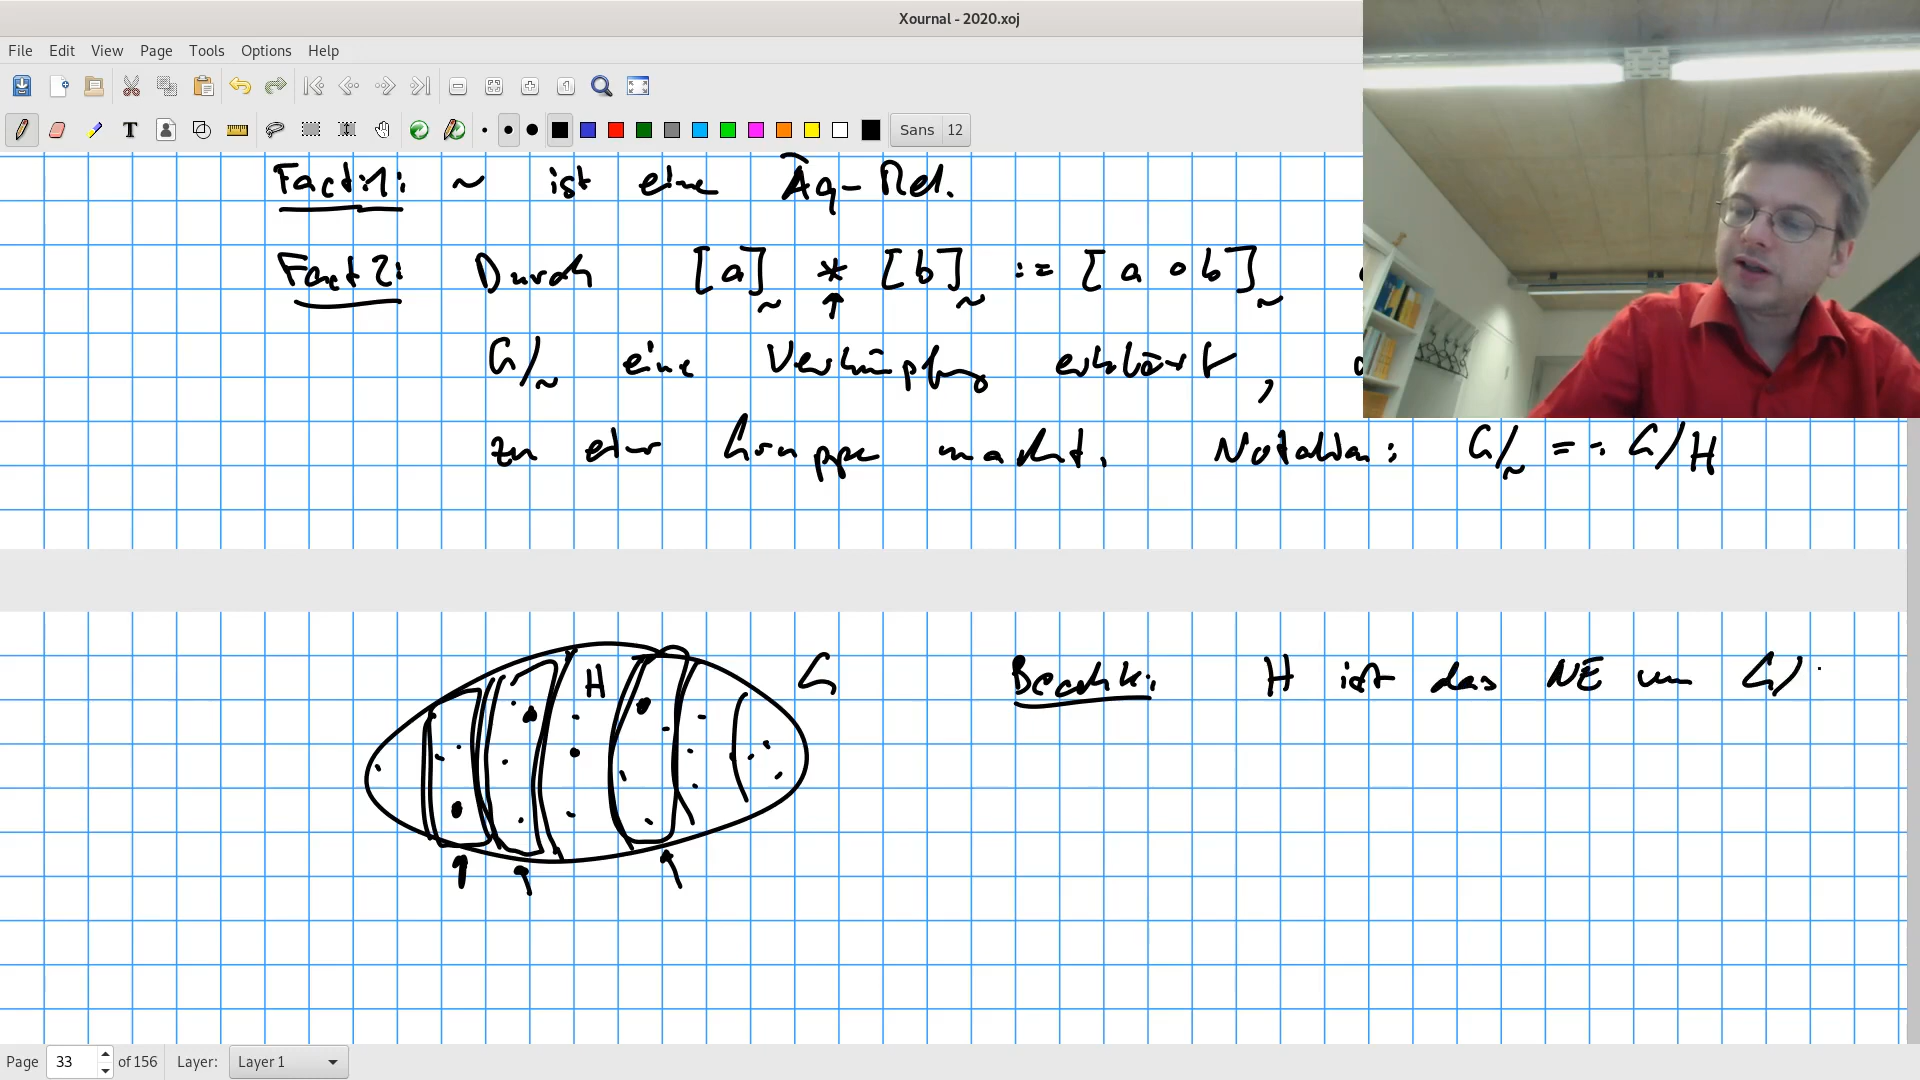 Xournal - 2020.xoj
File Edit View Page Tools Options Help
Sans 12
Fact 1: ~ ist eine Äq-Rel.
Fact 2: Durch [a]~ * [b]~ := [a ∘ b]~
G/~ eine Verknüpfung erklärt,
zu einer Gruppe macht. Notation: G/~ =: G/H
H G Beachte: H ist das NE von G/
Page 33 of 156 Layer: Layer 1